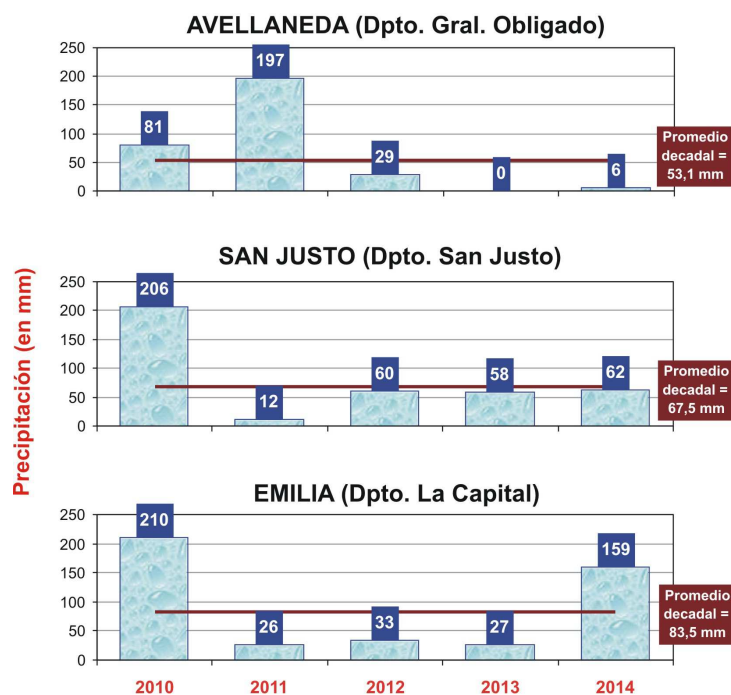 AVELLANEDA (Dpto. Gral. Obligado)
250
200
150
100
50
0
81
197
29
0
6
Promedio
decadal =
53,1 mm
SAN JUSTO (Dpto. San Justo)
250
200
150
100
50
0
206
12
60
58
62
Promedio
decadal =
67,5 mm
Precipitación (en mm)
EMILIA (Dpto. La Capital)
250
200
150
100
50
0
210
26
33
27
159
Promedio
decadal =
83,5 mm
2010 2011 2012 2013 2014